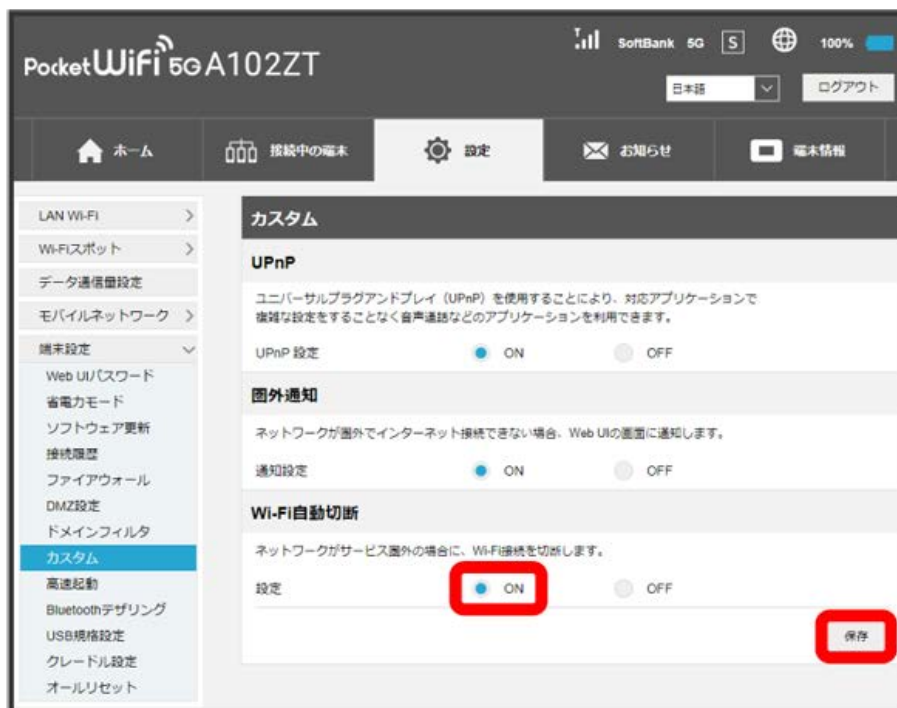 Pocket WiFi 5G A102ZT
SoftBank 5G S 100%
日本語 ログアウト
ホーム 接続中の端末 設定 お知らせ 端末情報
LAN Wi-Fi
Wi-Fiスポット
データ通信量設定
モバイルネットワーク
端末設定
Web UIパスワード
省電力モード
ソフトウェア更新
接続履歴
ファイアウォール
DMZ設定
ドメインフィルタ
カスタム
高速起動
Bluetoothテザリング
USB規格設定
クレードル設定
オールリセット
カスタム
UPnP
ユニバーサルプラグアンドプレイ（UPnP）を使用することにより、対応アプリケーションで
複雑な設定をすることなく音声通話などのアプリケーションを利用できます。
UPnP 設定 ON OFF
圏外通知
ネットワークが圏外でインターネット接続できない場合、Web UIの画面に通知します。
通知設定 ON OFF
Wi-Fi自動切断
ネットワークがサービス圏外の場合に、Wi-Fi接続を切断します。
設定 ON OFF
保存